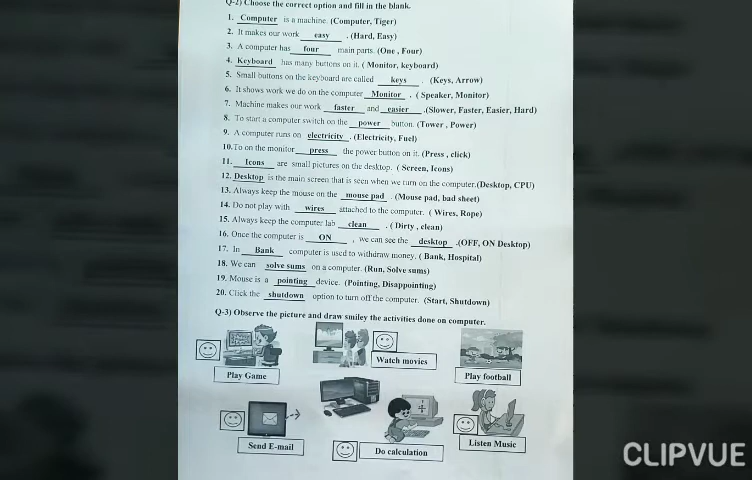 Q-2) Choose the correct option and fill in the blank.
1. Computer is a machine. (Computer, Tiger)
2. It makes our work easy . (Hard, Easy)
3. A computer has four main parts. (One , Four)
4. Keyboard has many buttons on it. ( Monitor, keyboard)
5. Small buttons on the keyboard are called keys . (Keys, Arrow)
6. It shows work we do on the computer Monitor . ( Speaker, Monitor)
7. Machine makes our work faster and easier .(Slower, Faster, Easier, Hard)
8. To start a computer switch on the power button. (Tower , Power)
9. A computer runs on electricity . (Electricity, Fuel)
10.To on the monitor press the power button on it. (Press , click)
11. Icons are small pictures on the desktop. ( Screen, Icons)
12. Desktop is the main screen that is seen when we turn on the computer.(Desktop, CPU)
13. Always keep the mouse on the mouse pad . (Mouse pad, bad sheet)
14. Do not play with wires attached to the computer. ( Wires, Rope)
15. Always keep the computer lab clean . ( Dirty , clean)
16. Once the computer is ON , we can see the desktop .(OFF, ON Desktop)
17. In Bank computer is used to withdraw money. ( Bank, Hospital)
18. We can solve sums on a computer. (Run, Solve sums)
19. Mouse is a pointing device. (Pointing, Disappointing)
20. Click the shutdown option to turn off the computer. (Start, Shutdown)
Q-3) Observe the picture and draw smiley the activities done on computer.
Play Game
Watch movies
Play football
Send E-mail
Do calculation
Listen Music
CLIPVUE